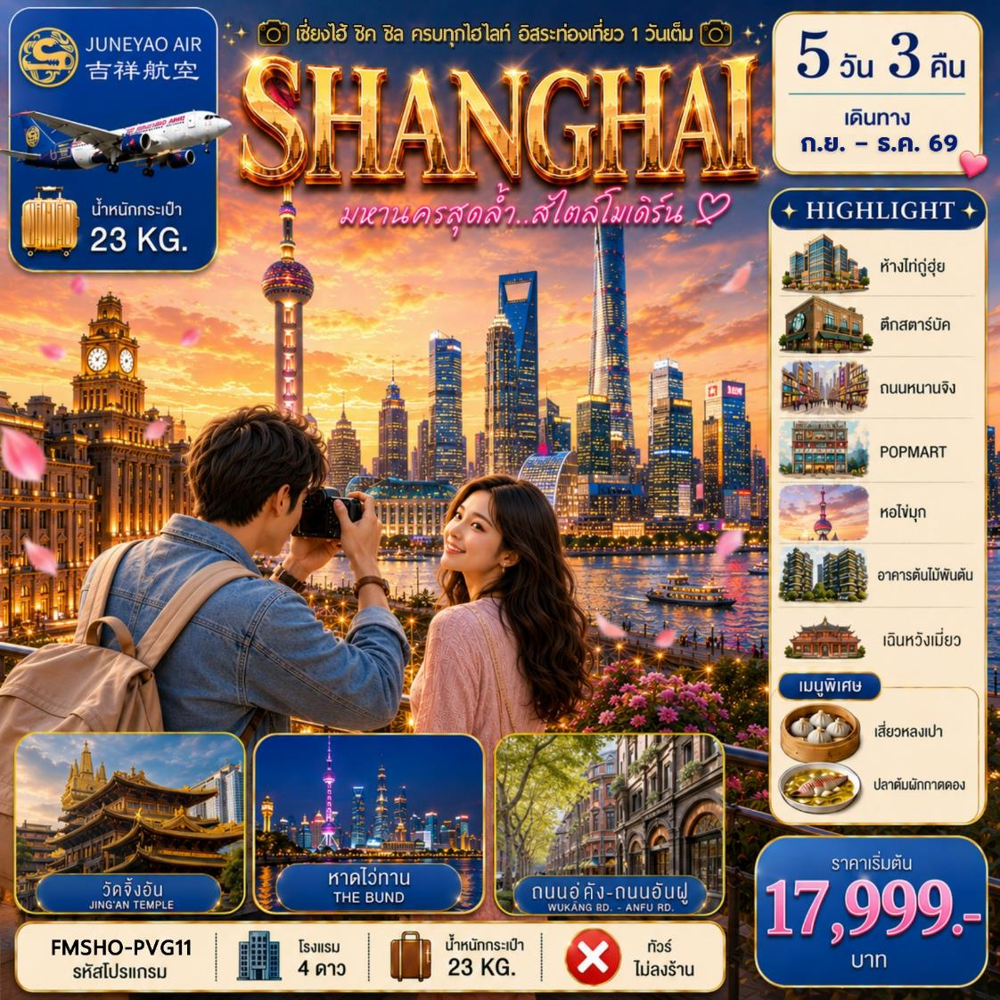 JUNEYAO AIR
吉祥航空
น้ำหนักกระเป๋า
23 KG.
เซี่ยงไฮ้ ชิค ชิล ครบทุกไฮไลท์ อิสระท่องเที่ยว 1 วันเต็ม
SHANGHAI
มหานครสุดล้ำ..สไตล์โมเดิร์น
5 วัน 3 คืน
เดินทาง
ก.ย. - ธ.ค. 69
HIGHLIGHT
ห้างไท่กู่ฮุ่ย
ตึกสตาร์บัค
ถนนหนานจิง
POPMART
หอไข่มุก
อาคารต้นไม้พันต้น
เฉินหวังเมี่ยว
เมนูพิเศษ
เสี่ยวหลงเปา
ปลาต้มผักกาดดอง
วัดจิ้งอัน
JING'AN TEMPLE
หาดไว่ทาน
THE BUND
ถนนอู่คัง-ถนนอันฝู
WUKANG RD. - ANFU RD.
ราคาเริ่มต้น
17,999.-
บาท
FMSHO-PVG11
รหัสโปรแกรม
โรงแรม
4 ดาว
น้ำหนักกระเป๋า
23 KG.
ทัวร์
ไม่ลงร้าน